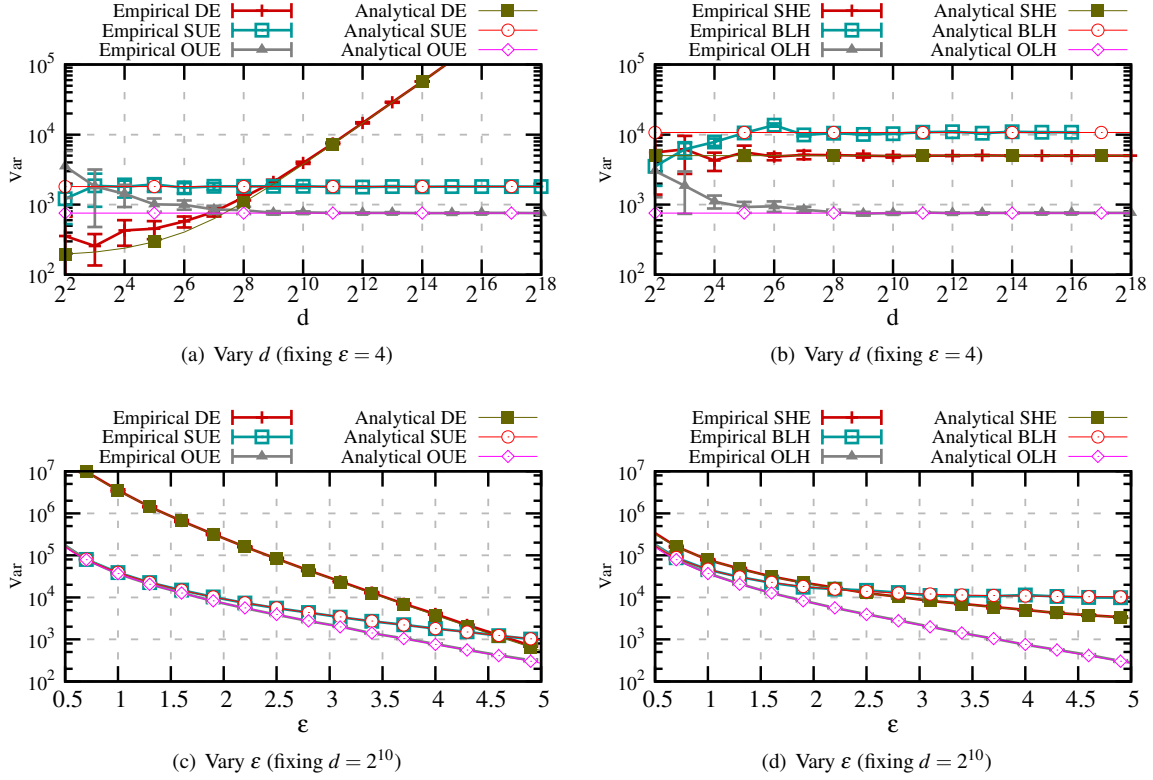 Empirical DE Analytical DE
Empirical SUE Analytical SUE
Empirical OUE Analytical OUE
10^5
10^4
10^3
10^2
Var
2^2 2^4 2^6 2^8 2^10 2^12 2^14 2^16 2^18
d
(a) Vary d (fixing ε = 4)
Empirical SHE Analytical SHE
Empirical BLH Analytical BLH
Empirical OLH Analytical OLH
10^5
10^4
10^3
10^2
Var
2^2 2^4 2^6 2^8 2^10 2^12 2^14 2^16 2^18
d
(b) Vary d (fixing ε = 4)
Empirical DE Analytical DE
Empirical SUE Analytical SUE
Empirical OUE Analytical OUE
10^7
10^6
10^5
10^4
10^3
10^2
Var
0.5 1 1.5 2 2.5 3 3.5 4 4.5 5
ε
(c) Vary ε (fixing d = 2^10)
Empirical SHE Analytical SHE
Empirical BLH Analytical BLH
Empirical OLH Analytical OLH
10^7
10^6
10^5
10^4
10^3
10^2
Var
0.5 1 1.5 2 2.5 3 3.5 4 4.5 5
ε
(d) Vary ε (fixing d = 2^10)